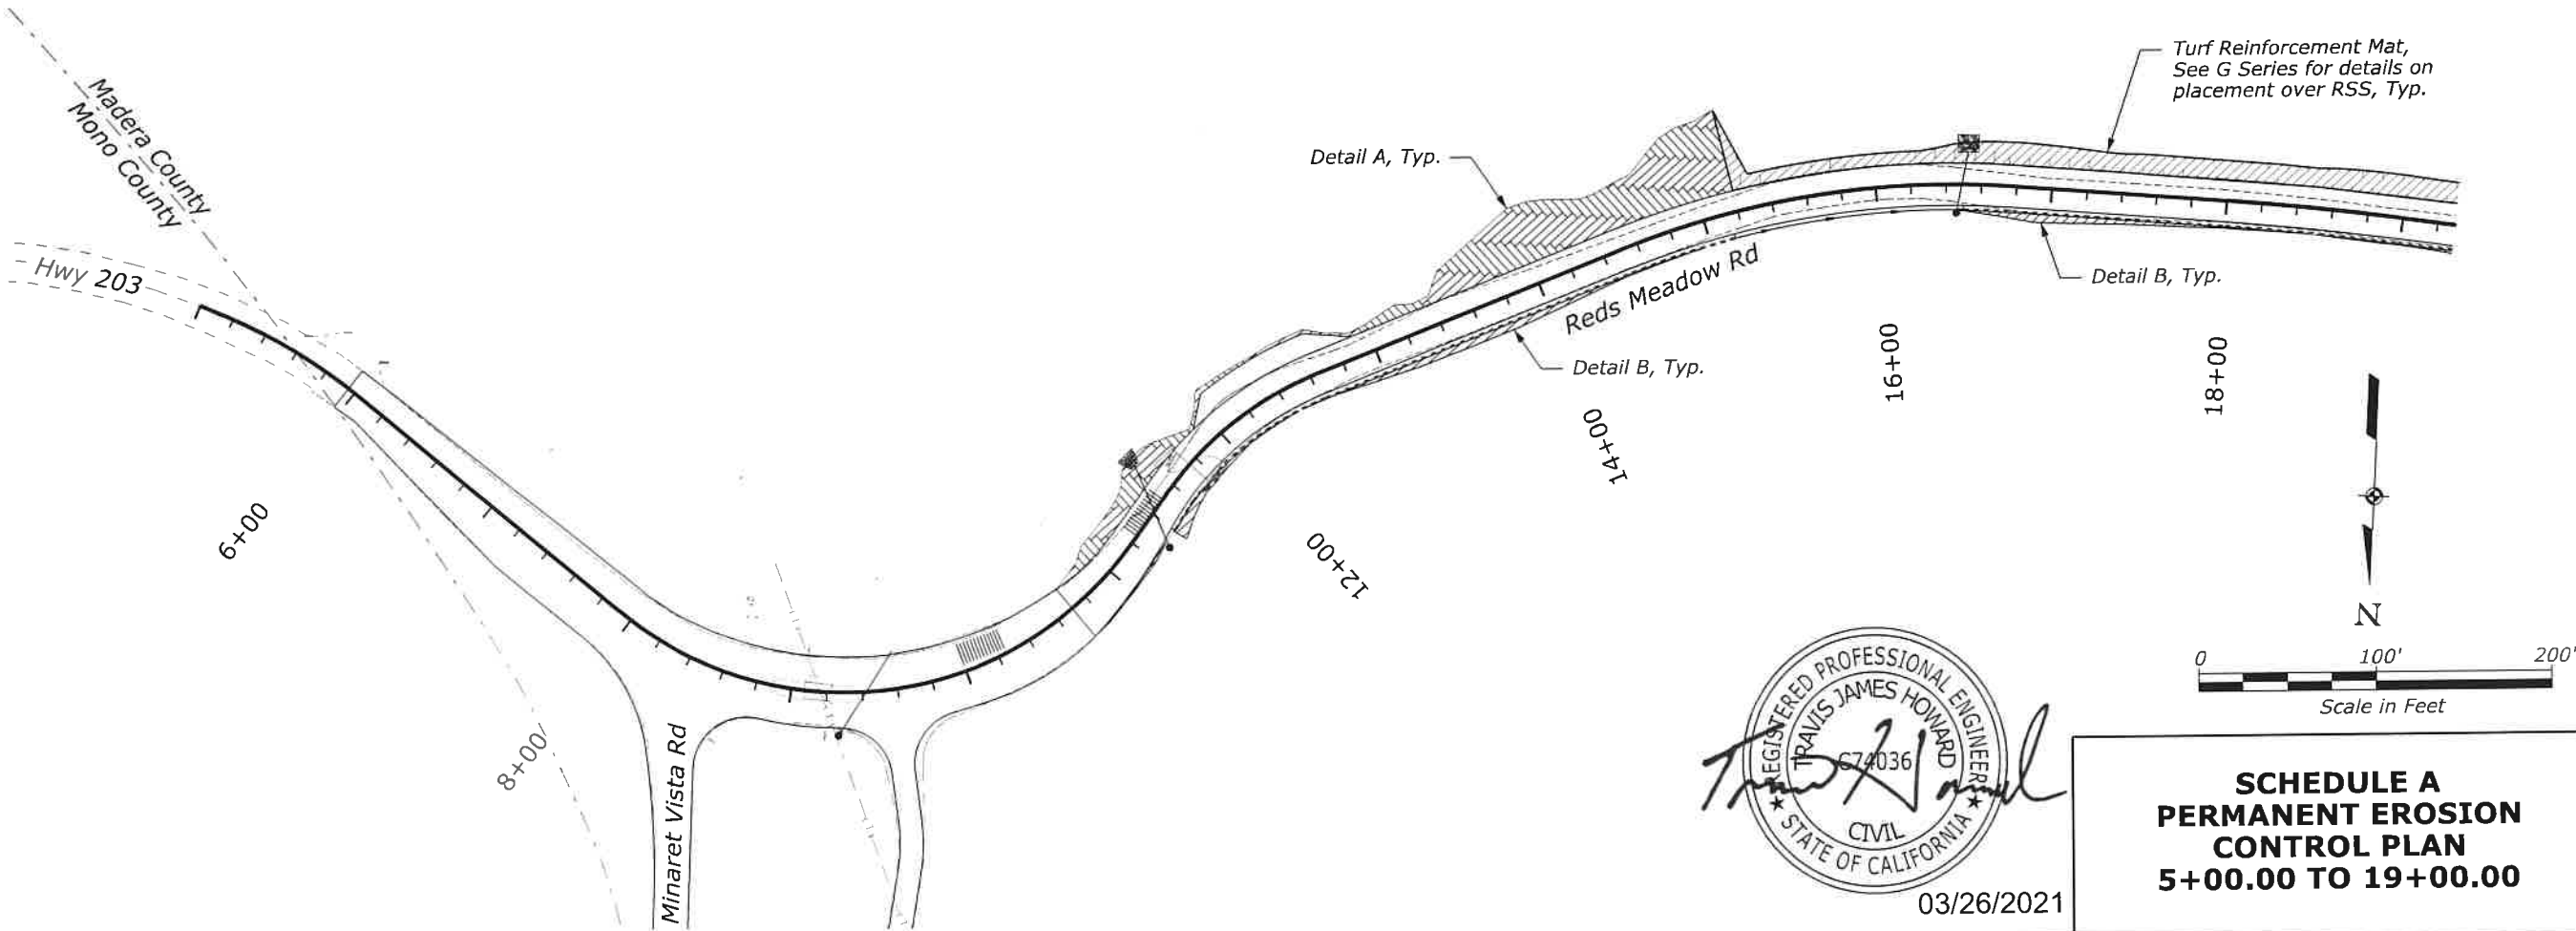 Madera County
Mono County
Hwy 203
Turf Reinforcement Mat,
See G Series for details on
placement over RSS, Typ.
Detail A, Typ.
Detail B, Typ.
Detail B, Typ.
Reds Meadow Rd
Minaret Vista Rd
6+00
8+00
12+00
14+00
16+00
18+00
N
0 100' 200'
Scale in Feet
REGISTERED PROFESSIONAL ENGINEER
TRAVIS JAMES HOWARD
C74036
CIVIL
STATE OF CALIFORNIA
03/26/2021
SCHEDULE A
PERMANENT EROSION
CONTROL PLAN
5+00.00 TO 19+00.00